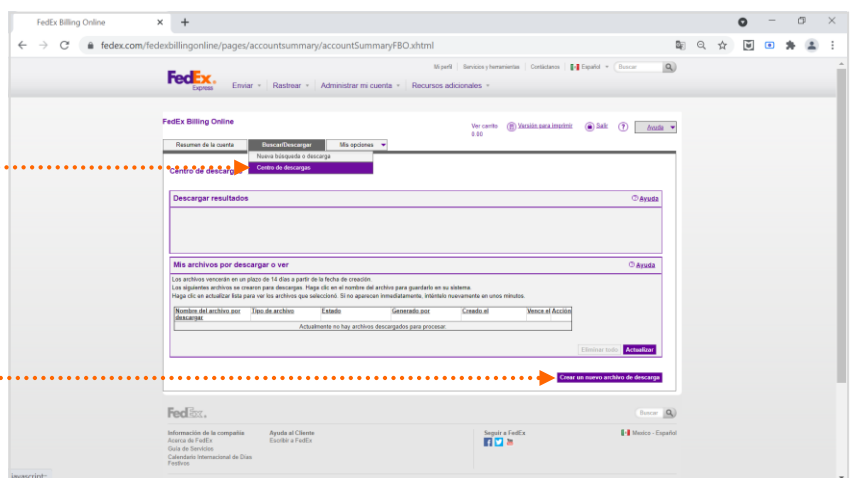 FedEx Billing Online
fedex.com/fedexbillingonline/pages/accountsummary/accountSummaryFBO.xhtml
Mi perfil Servicios y herramientas Contáctanos Español Buscar
FedEx Express
Enviar Rastrear Administrar mi cuenta Recursos adicionales
FedEx Billing Online
Ver carrito 0.00 Versión para Imprimir Salir Ayuda
Resumen de la cuenta Buscar/Descargar Mis opciones
Nueva búsqueda o descarga
Centro de descargas
Centro de descargas
Descargar resultados Ayuda
Mis archivos por descargar o ver Ayuda
Los archivos vencerán en un plazo de 14 días a partir de la fecha de creación.
Los siguientes archivos se crearon para descargas. Haga clic en el nombre del archivo para guardarlo en su sistema.
Haga clic en actualizar lista para ver los archivos que seleccionó. Si no aparecen inmediatamente, inténtelo nuevamente en unos minutos.
Nombre del archivo por descargar Tipo de archivo Estado Generado por Creado el Vence el Acción
Actualmente no hay archivos descargados para procesar.
Eliminar todo Actualizar
Crear un nuevo archivo de descarga
FedEx. Buscar
Información de la compañía Ayuda al Cliente Seguir a FedEx Mexico - Español
Acerca de FedEx Escribir a FedEx
Guía de Servicios
Calendario Internacional de Días
Festivos
javascript: